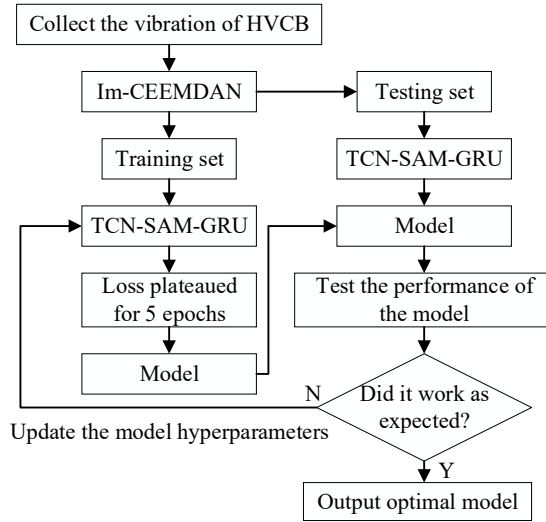 Collect the vibration of HVCB
Im-CEEMDAN
Testing set
Training set
TCN-SAM-GRU
TCN-SAM-GRU
Model
Loss plateaued
for 5 epochs
Test the performance of
the model
Model
N
Did it work as
expected?
Update the model hyperparameters
Y
Output optimal model